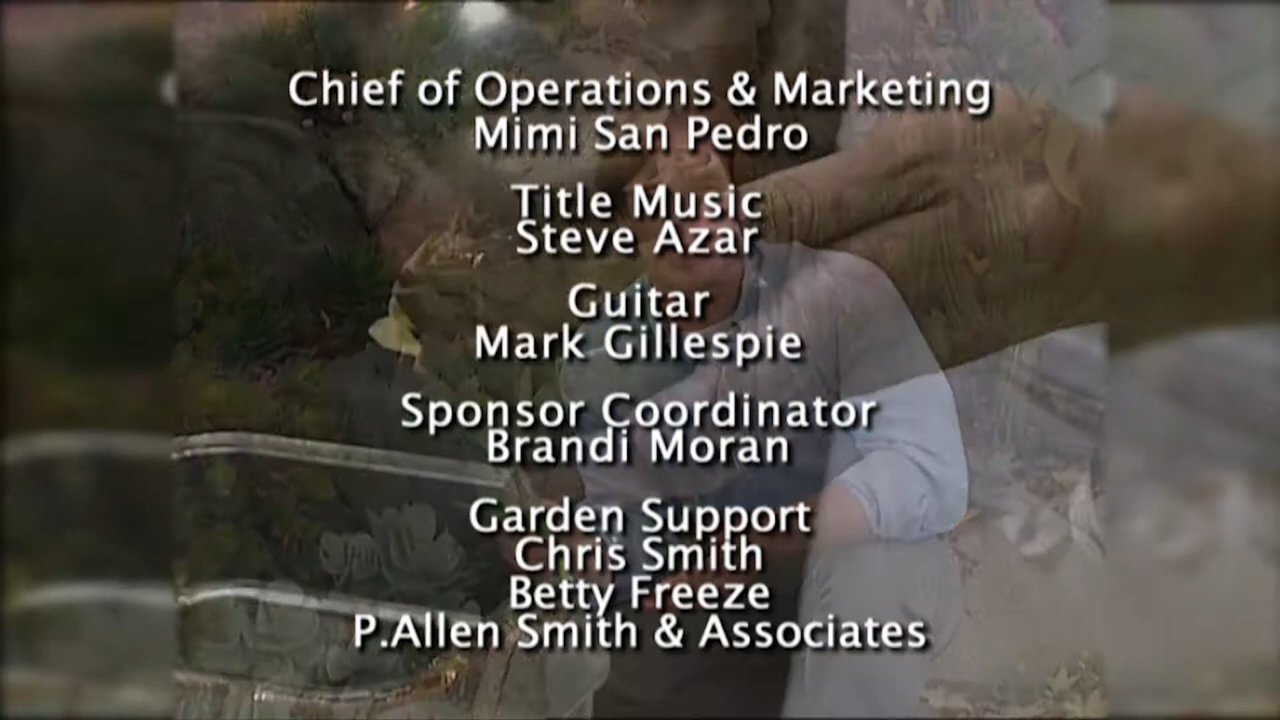 Chief of Operations & Marketing
Mimi San Pedro
Title Music
Steve Azar
Guitar
Mark Gillespie
Sponsor Coordinator
Brandi Moran
Garden Support
Chris Smith
Betty Freeze
P.Allen Smith & Associates